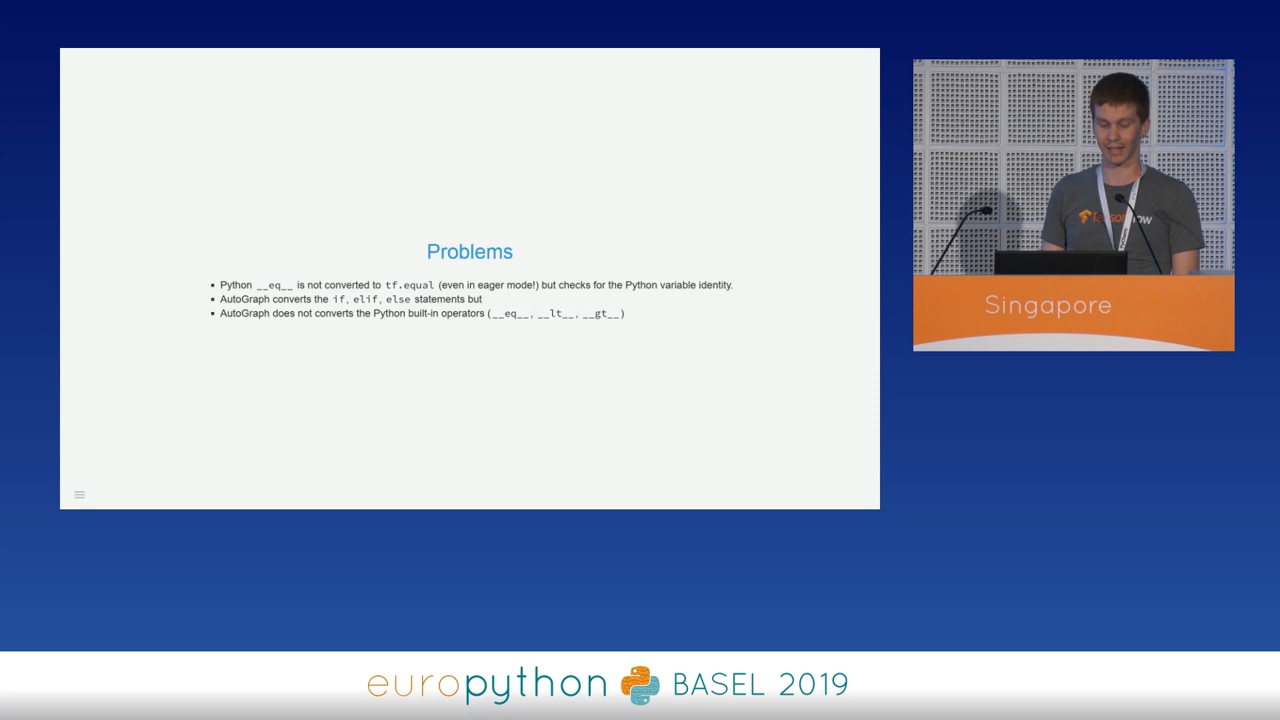 Problems
▪ Python __eq__ is not converted to tf.equal (even in eager mode!) but checks for the Python variable identity.
▪ AutoGraph converts the if, elif, else statements but
▪ AutoGraph does not converts the Python built-in operators (__eq__, __lt__, __gt__)
TensorFlow
Singapore
europython BASEL 2019